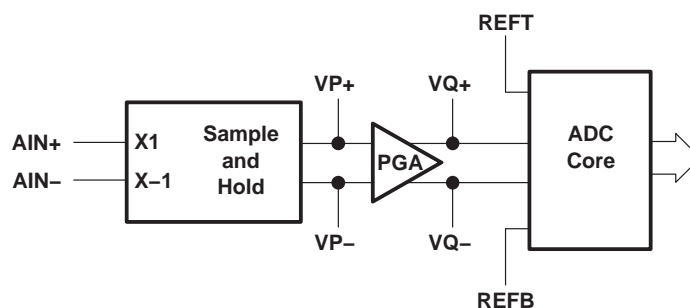 REFT
VP+
VQ+
AIN+
X1
Sample
and
Hold
PGA
ADC
Core
AIN−
X−1
VP−
VQ−
REFB